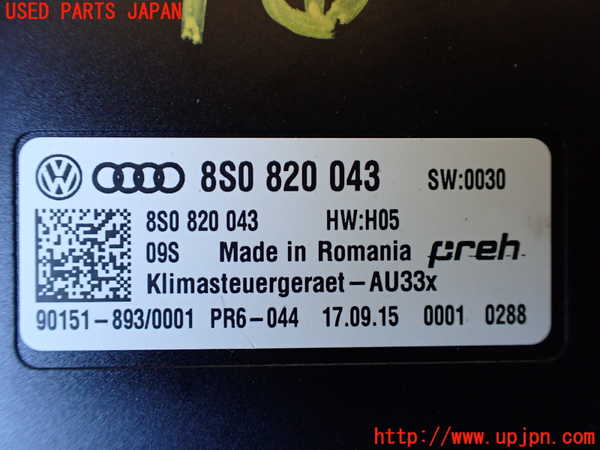 USED PARTS JAPAN
8S0 820 043 SW:0030
8S0 820 043 HW:H05
09S Made in Romania preh
Klimasteuergeraet-AU33x
90151-893/0001 PR6-044 17.09.15 0001 0288
http://www.upjpn.com/